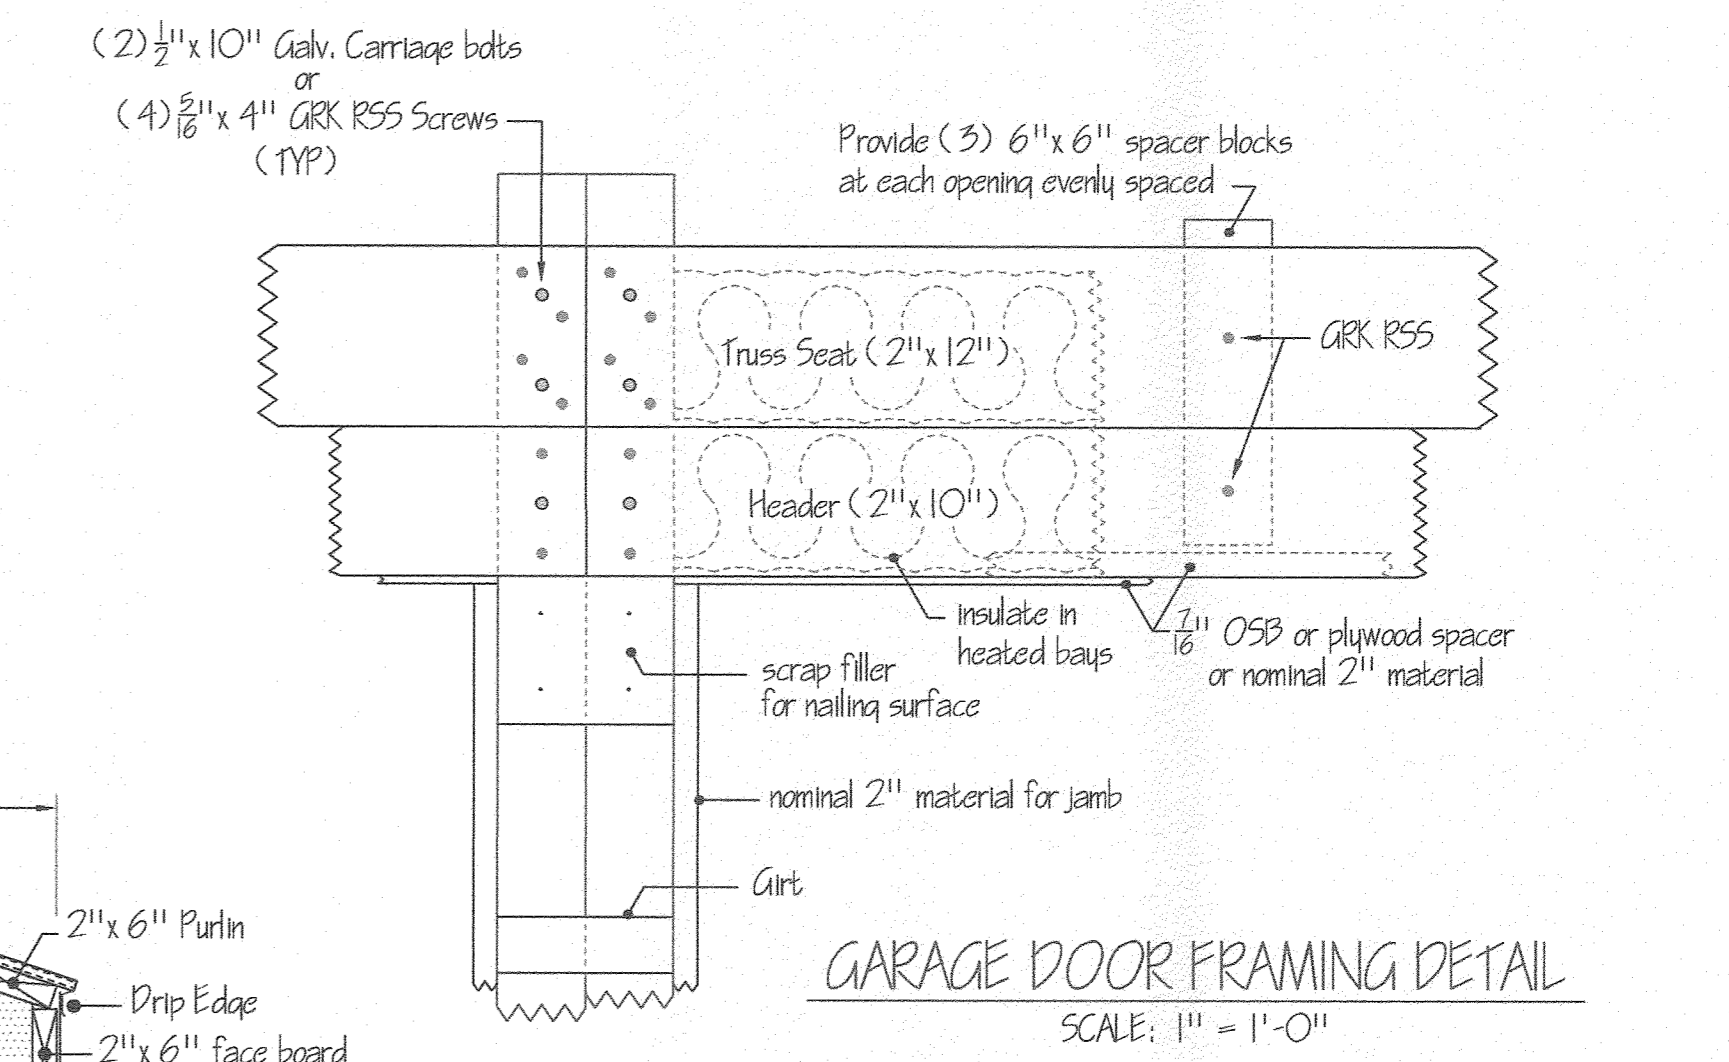 (2) 1/2"x 10" Galv. Carriage bolts
or
(4) 5/16"x 4" GRK RSS Screws
(TYP)
Provide (3) 6"x 6" spacer blocks
at each opening evenly spaced
GRK RSS
Truss Seat (2"x 12")
Header (2"x 10")
insulate in
heated bays
7/16" OSB or plywood spacer
or nominal 2" material
scrap filler
for nailing surface
nominal 2" material for jamb
Girt
2"x 6" Purlin
Drip Edge
2"x 6" face board
GARAGE DOOR FRAMING DETAIL
SCALE: 1" = 1'-0"